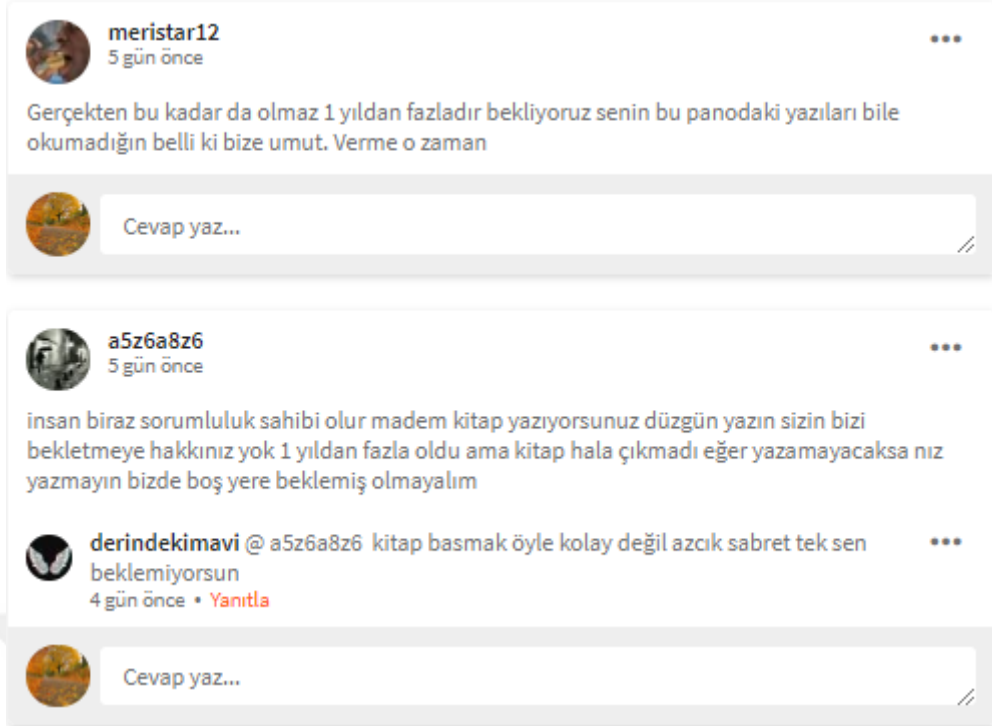 meristar12
5 gün önce
Gerçekten bu kadar da olmaz 1 yıldan fazladır bekliyoruz senin bu panodaki yazıları bile
okumadığın belli ki bize umut. Verme o zaman
Cevap yaz...
a5z6a8z6
5 gün önce
insan biraz sorumluluk sahibi olur madem kitap yazıyorsunuz düzgün yazın sizin bizi
bekletmeye hakkınız yok 1 yıldan fazla oldu ama kitap hala çıkmadı eğer yazamayacaksa nız
yazmayın bizde boş yere beklemiş olmayalım
derindekimavi @ a5z6a8z6 kitap basmak öyle kolay değil azcık sabret tek sen
beklemiyorsun
4 gün önce • Yanıtla
Cevap yaz...